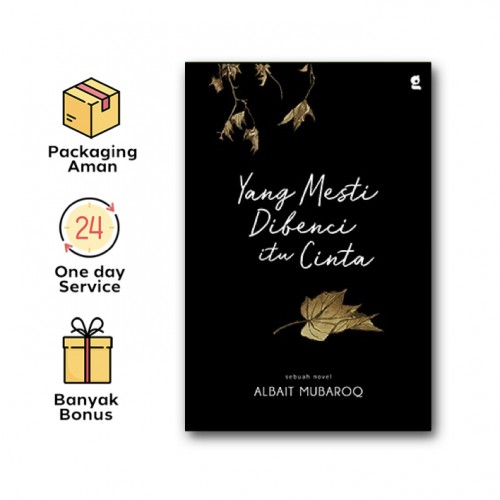 Packaging
Aman
24
One day
Service
Banyak
Bonus
Yang Mesti
Dibenci
itu Cinta
sebuah novel
ALBAIT MUBAROQ